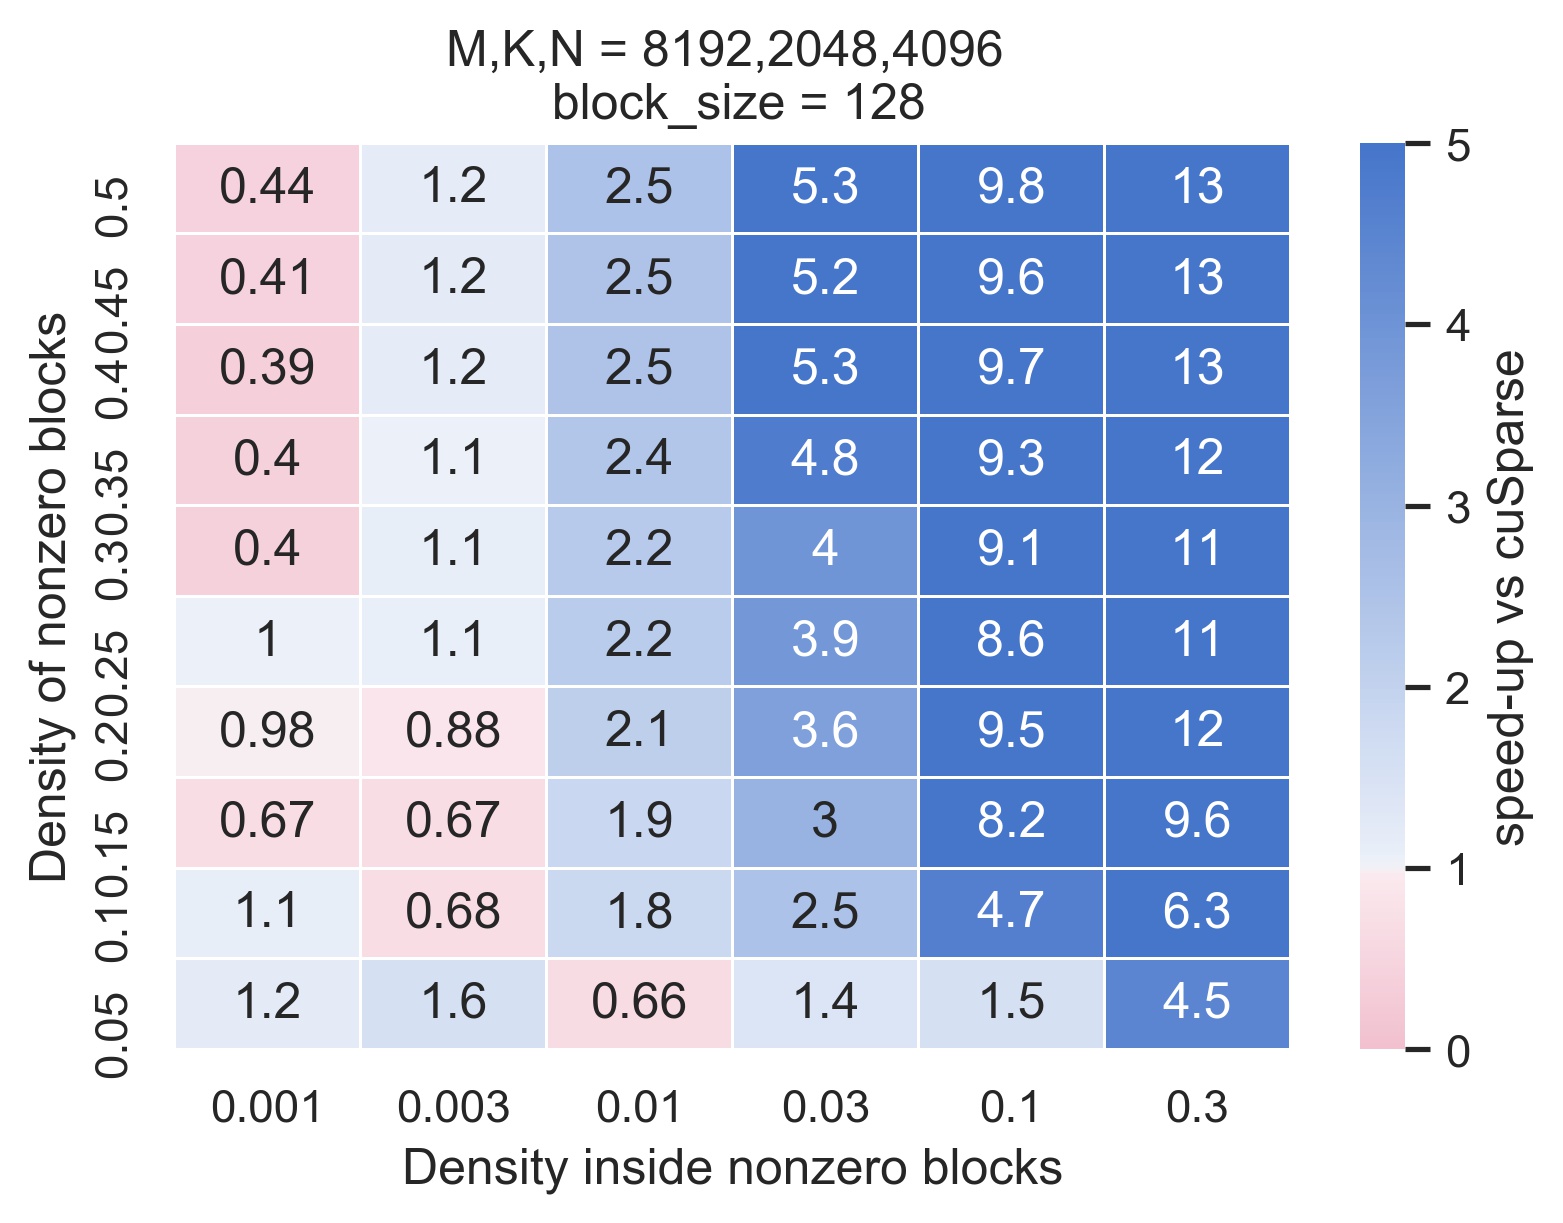 M,K,N = 8192,2048,4096
block_size = 128
Density of nonzero blocks
0.5 0.44 1.2 2.5 5.3 9.8 13
0.45 0.41 1.2 2.5 5.2 9.6 13
0.4 0.39 1.2 2.5 5.3 9.7 13
0.35 0.4 1.1 2.4 4.8 9.3 12
0.3 0.4 1.1 2.2 4 9.1 11
0.25 1 1.1 2.2 3.9 8.6 11
0.2 0.98 0.88 2.1 3.6 9.5 12
0.15 0.67 0.67 1.9 3 8.2 9.6
0.1 1.1 0.68 1.8 2.5 4.7 6.3
0.05 1.2 1.6 0.66 1.4 1.5 4.5
0.001 0.003 0.01 0.03 0.1 0.3
Density inside nonzero blocks
5
4
3
2
1
0
speed-up vs cuSparse